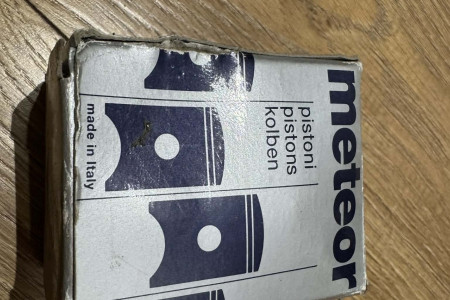 meteor
pistoni
pistons
kolben
made in Italy